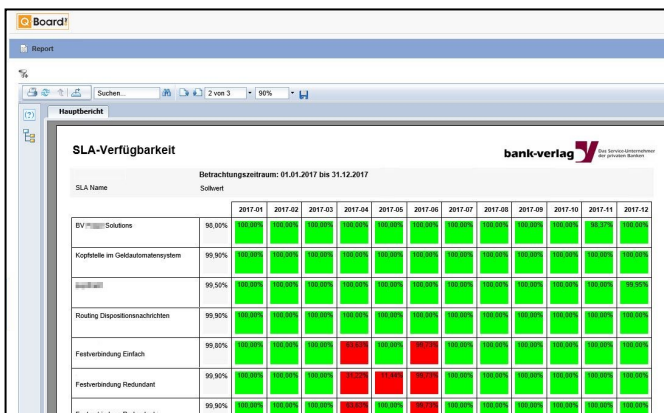 Q Board!
Report
Suchen... 2 von 3 90%
Hauptbericht
SLA-Verfügbarkeit
bank-verlag Das Service-Unternehmen der privaten Banken
Betrachtungszeitraum: 01.01.2017 bis 31.12.2017
SLA Name Sollwert
2017-01 2017-02 2017-03 2017-04 2017-05 2017-06 2017-07 2017-08 2017-09 2017-10 2017-11 2017-12
BV Solutions 98,00% 100,00% 100,00% 100,00% 100,00% 100,00% 100,00% 100,00% 100,00% 100,00% 100,00% 98,37% 100,00%
Kopfstelle im Geldautomatensystem 99,90% 100,00% 100,00% 100,00% 100,00% 100,00% 100,00% 100,00% 100,00% 100,00% 100,00% 100,00% 100,00%
99,50% 100,00% 100,00% 100,00% 100,00% 100,00% 100,00% 100,00% 100,00% 100,00% 100,00% 100,00% 99,95%
Routing Dispositionsnachrichten 99,90% 100,00% 100,00% 100,00% 100,00% 100,00% 100,00% 100,00% 100,00% 100,00% 100,00% 100,00% 100,00%
Festverbindung Einfach 99,80% 100,00% 100,00% 100,00% 100,00% 100,00% 100,00% 100,00% 100,00% 100,00% 100,00%
Festverbindung Redundant 99,90% 100,00% 100,00% 100,00% 100,00% 100,00% 100,00% 100,00% 100,00% 100,00%
99,90% 100,00% 100,00% 100,00% 100,00% 100,00% 100,00% 100,00% 100,00% 100,00% 100,00%